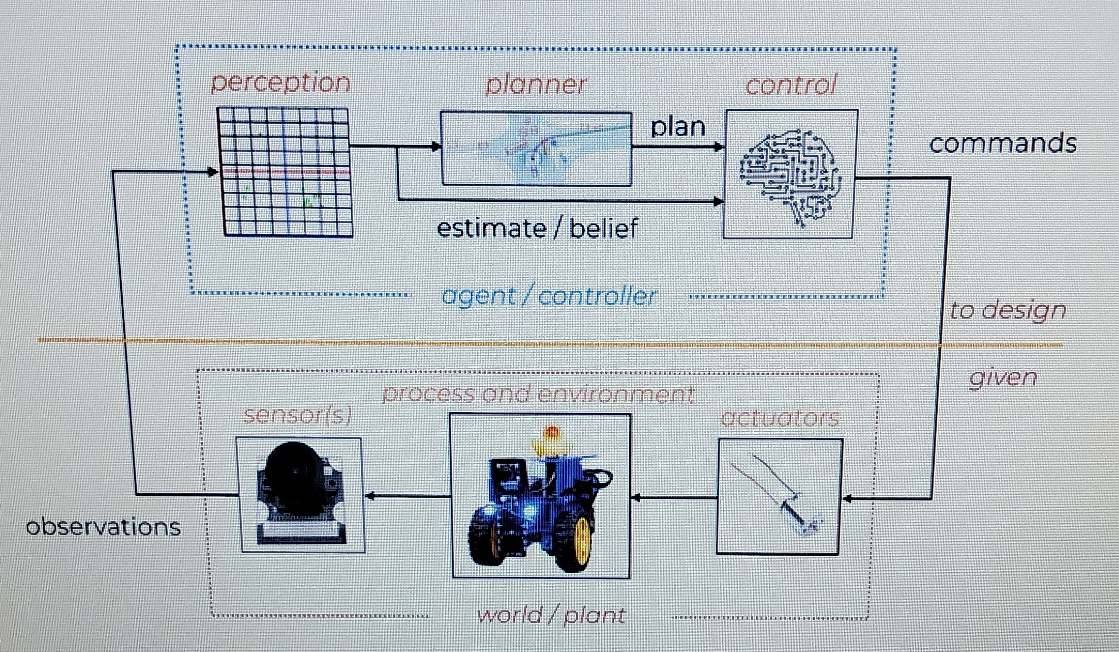 perception
planner
control
plan
commands
estimate / belief
agent / controller
to design
given
process and environment
sensor(s)
actuators
observations
world / plant